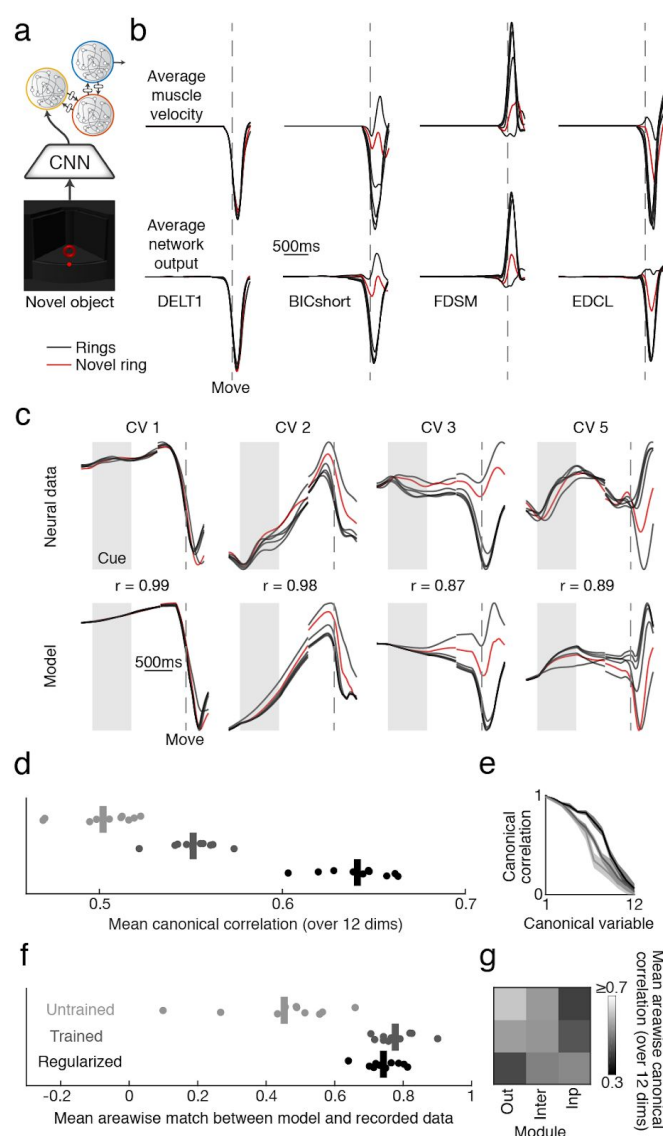 a
b
Average
muscle
velocity
CNN
Average
network
output
500ms
Novel object
DELT1
BICshort
FDSM
EDCL
Rings
Novel ring
Move
c
CV 1
CV 2
CV 3
CV 5
Neural data
Cue
r = 0.99
r = 0.98
r = 0.87
r = 0.89
Model
500ms
Move
d
0.5
0.6
0.7
Mean canonical correlation (over 12 dims)
e
Canonical
correlation
1
0
1
12
Canonical variable
f
Untrained
Trained
Regularized
-0.2
0
0.2
0.4
0.6
0.8
1
Mean areawise match between model and recorded data
g
≥0.7
0.3
Mean areawise canonical
correlation (over 12 dims)
Out
Inter
Inp
Module